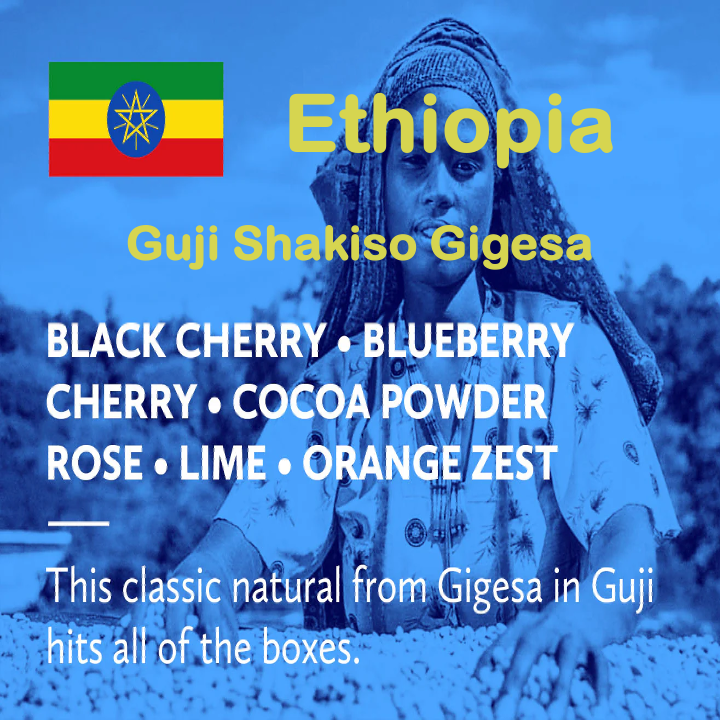 Ethiopia
Guji Shakiso Gigesa
BLACK CHERRY • BLUEBERRY
CHERRY • COCOA POWDER
ROSE • LIME • ORANGE ZEST
This classic natural from Gigesa in Guji
hits all of the boxes.